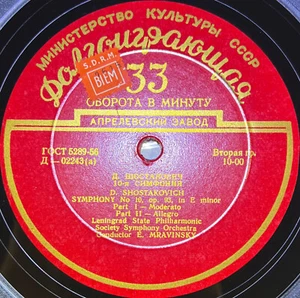 МИНИСТЕРСТВО КУЛЬТУРЫ СССР
Долгоиграющая
S.D.R.M.
BIEM
33
ОБОРОТА В МИНУТУ
АПРЕЛЕВСКИЙ ЗАВОД
ГОСТ 5289-56
Д — 02243(а)
Вторая гр.
10-00
Д. ШОСТАКОВИЧ
10-я СИМФОНИЯ
D. SHOSTAKOVICH
SYMPHONY No 10, op. 93, in E minor
Part I - Moderato
Part II - Allegro
Leningrad State Philharmonic
Society Symphony Orchestra
Conductor E. MRAVINSKY